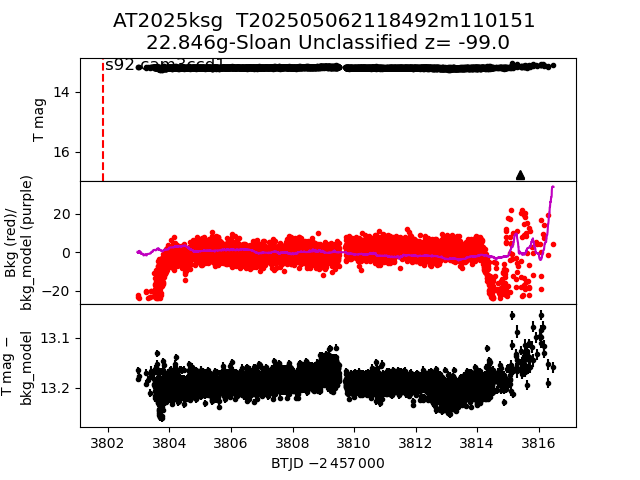 AT2025ksg  T202505062118492m110151
22.846g-Sloan Unclassified z= -99.0
s92 cam3ccd1
T mag
14
16
Bkg (red)/
bkg_model (purple)
20
0
−20
T mag −
bkg_model
13.1
13.2
3802 3804 3806 3808 3810 3812 3814 3816
BTJD −2 457 000